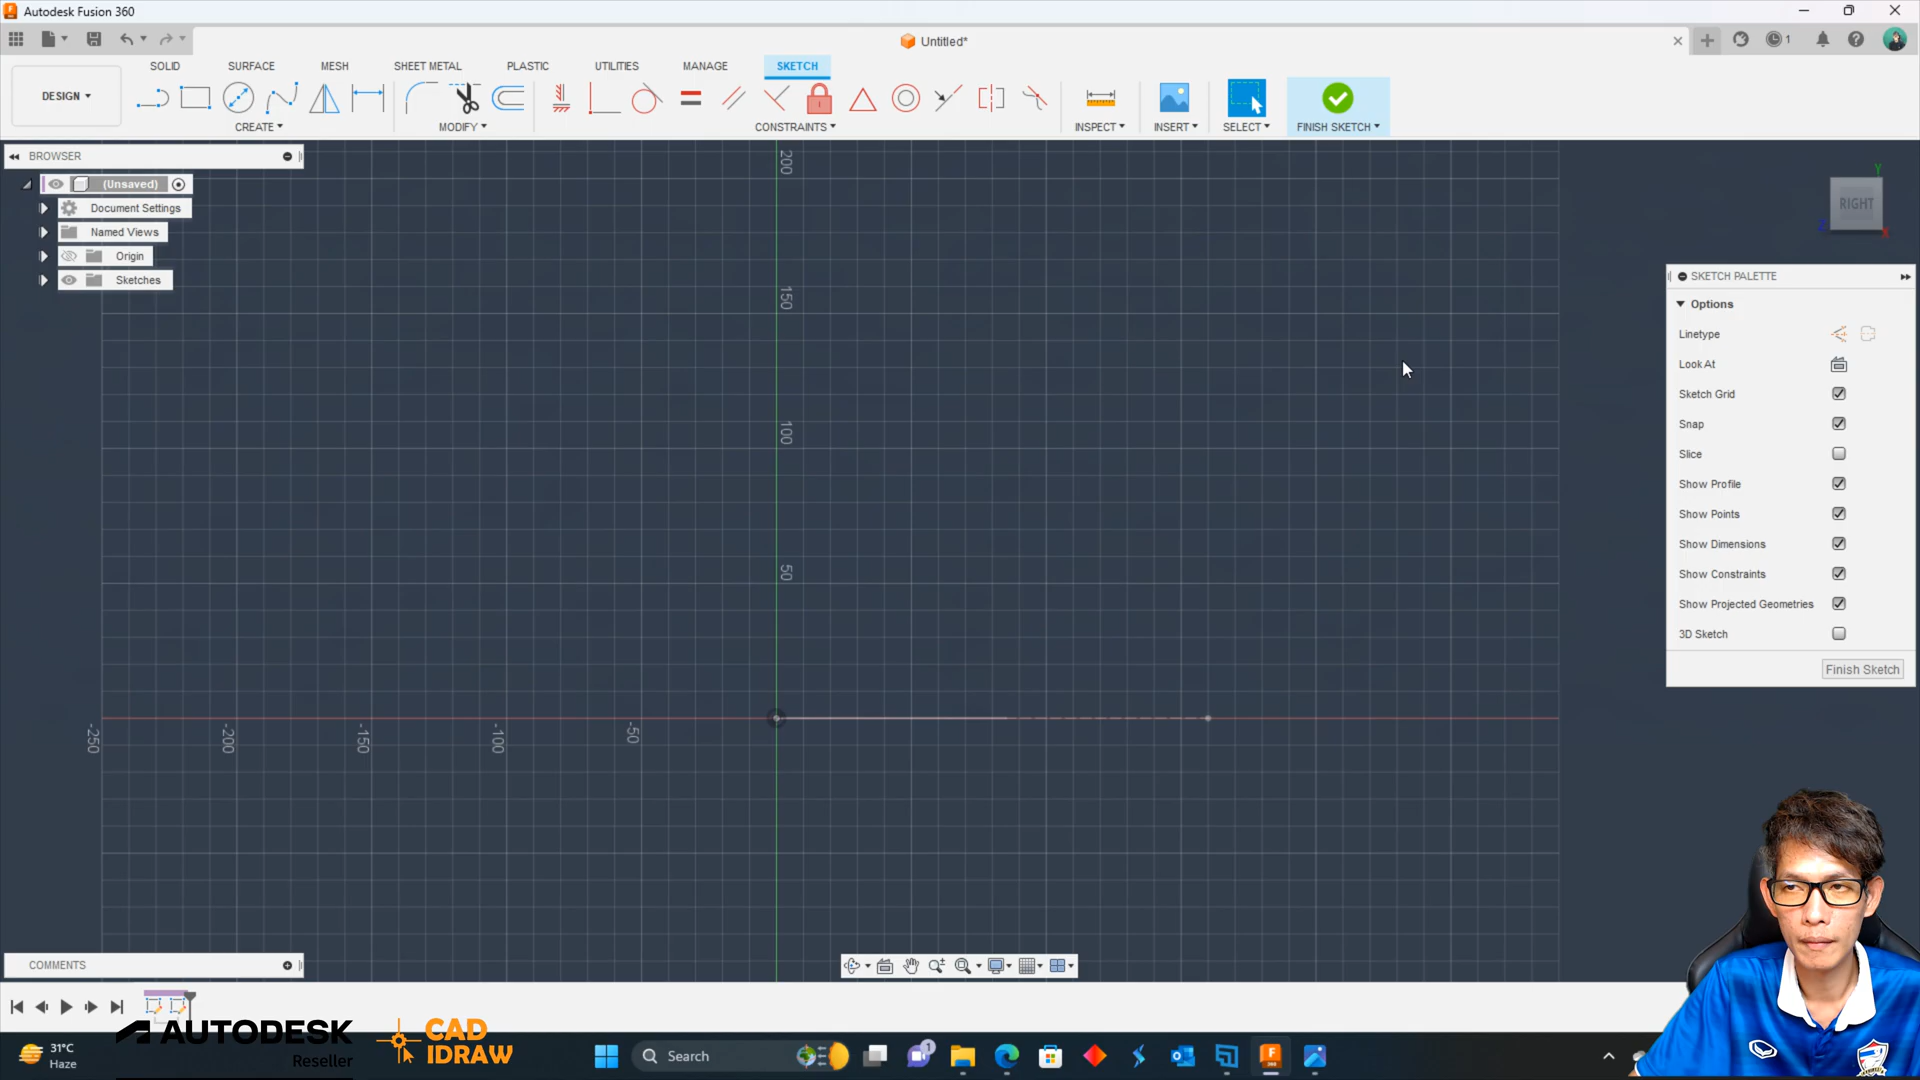 Autodesk Fusion 360
Untitled*
1
SOLID
SURFACE
MESH
SHEET METAL
PLASTIC
UTILITIES
MANAGE
SKETCH
DESIGN
CREATE
MODIFY
CONSTRAINTS
INSPECT
INSERT
SELECT
FINISH SKETCH
BROWSER
(Unsaved)
Document Settings
Named Views
Origin
Sketches
200
150
100
50
-250
-200
-150
-100
-50
Y
RIGHT
Z
X
SKETCH PALETTE
Options
Linetype
Look At
Sketch Grid
Snap
Slice
Show Profile
Show Points
Show Dimensions
Show Constraints
Show Projected Geometries
3D Sketch
Finish Sketch
COMMENTS
AUTODESK
Reseller
CAD
IDRAW
31°C
Haze
Search
1
360